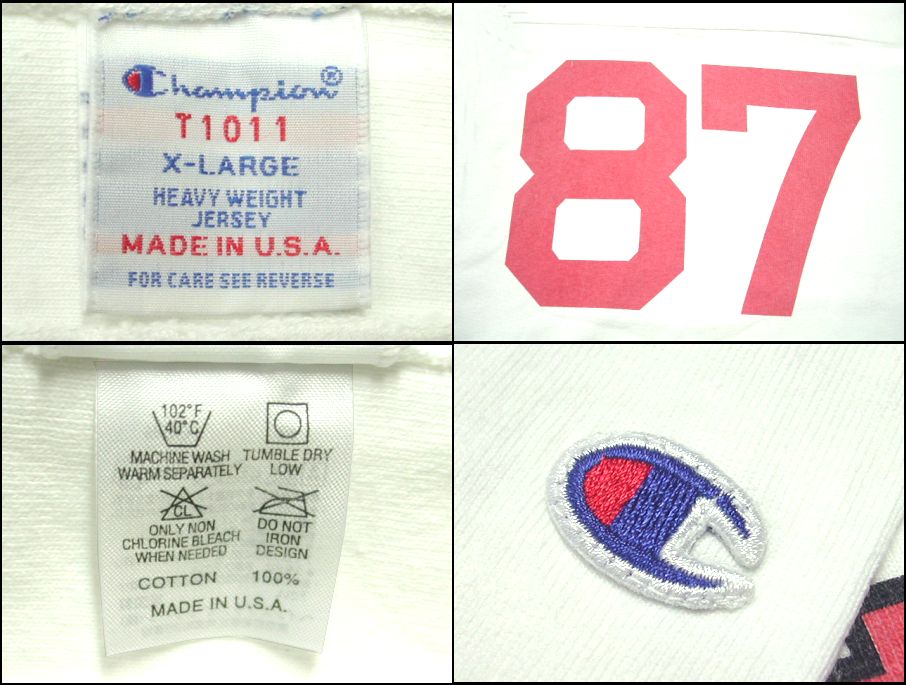 Champion®
T1011
X-LARGE
HEAVY WEIGHT
JERSEY
MADE IN U.S.A.
FOR CARE SEE REVERSE
87
102°F
40°C
MACHINE WASH
WARM SEPARATELY
TUMBLE DRY
LOW
CL
ONLY NON
CHLORINE BLEACH
WHEN NEEDED
DO NOT
IRON
DESIGN
COTTON 100%
MADE IN U.S.A.